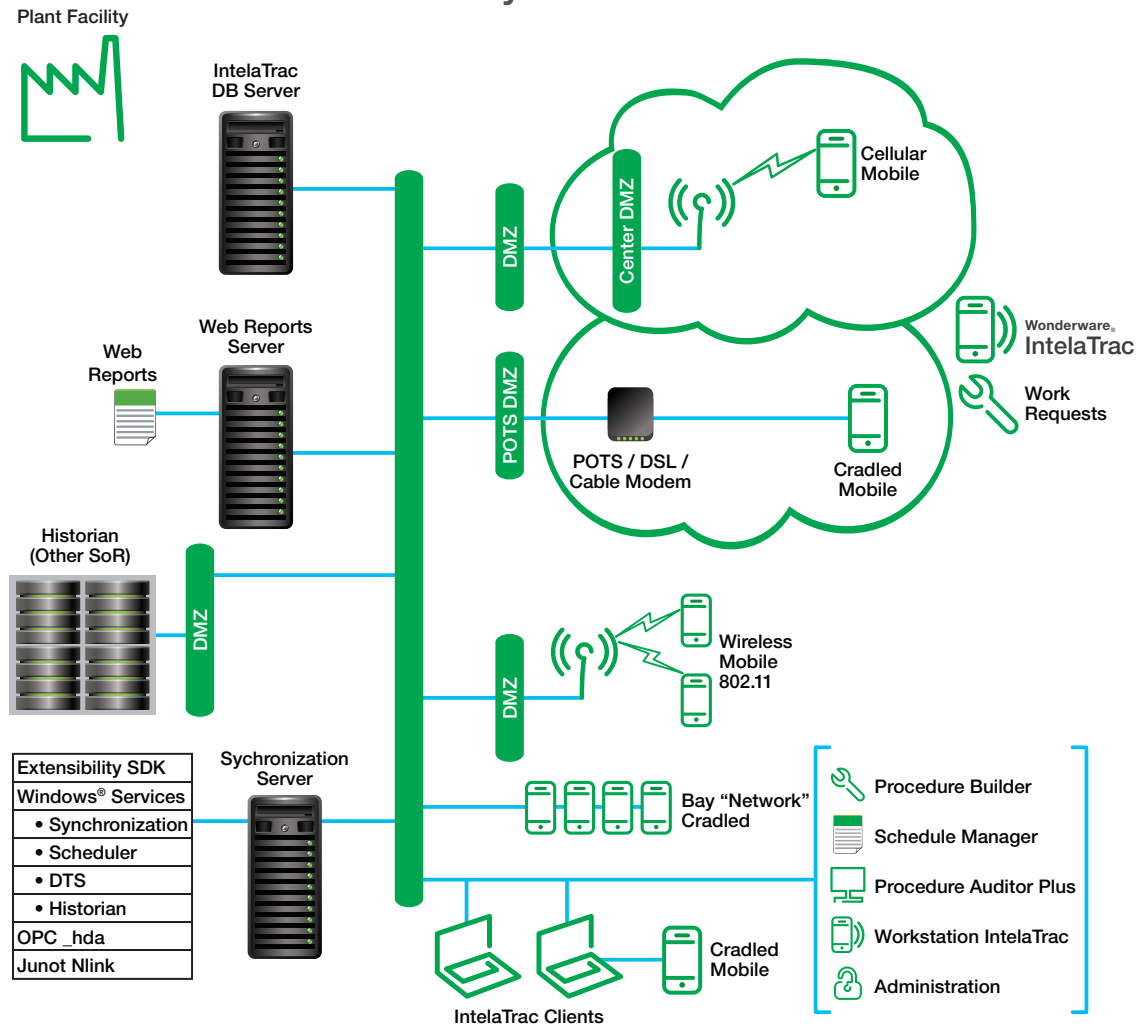 Plant Facility
IntelaTrac
DB Server
Cellular
Mobile
DMZ
Center DMZ
Web Reports
Server
Web
Reports
Wonderware®
IntelaTrac
Work
Requests
POTS DMZ
POTS / DSL /
Cable Modem
Cradled
Mobile
Historian
(Other SoR)
DMZ
Wireless
Mobile
802.11
DMZ
Extensibility SDK
Windows® Services
• Synchronization
• Scheduler
• DTS
• Historian
OPC _hda
Junot Nlink
Sychronization
Server
Bay “Network”
Cradled
Procedure Builder
Schedule Manager
Procedure Auditor Plus
Workstation IntelaTrac
Administration
Cradled
Mobile
IntelaTrac Clients